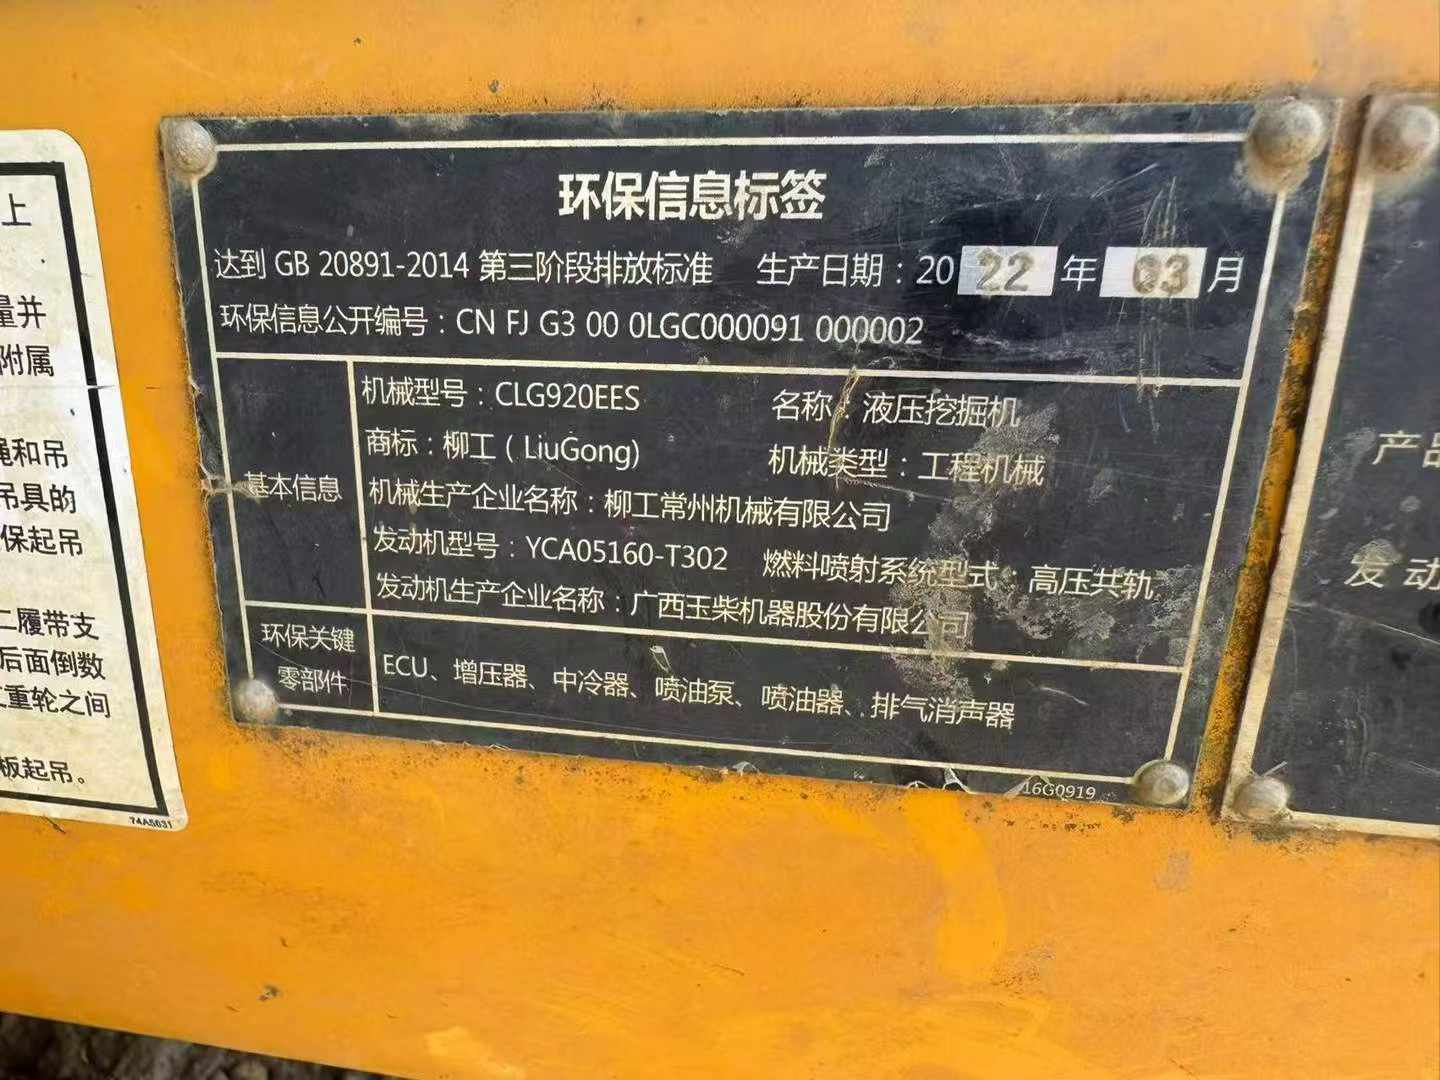 环保信息标签
达到 GB 20891-2014 第三阶段排放标准 生产日期：20 22 年 03 月
环保信息公开编号：CN FJ G3 00 0LGC000091 000002
基本信息
机械型号：CLG920EES 名称：液压挖掘机
商标：柳工（LiuGong） 机械类型：工程机械
机械生产企业名称：柳工常州机械有限公司
发动机型号：YCA05160-T302 燃料喷射系统型式：高压共轨
发动机生产企业名称：广西玉柴机器股份有限公司
环保关键
零部件
ECU、增压器、中冷器、喷油泵、喷油器、排气消声器
16G0919
上
量并
附属
绳和吊
吊具的
保起吊
二履带支
后面倒数
重轮之间
板起吊。
74A5631
产品
发动